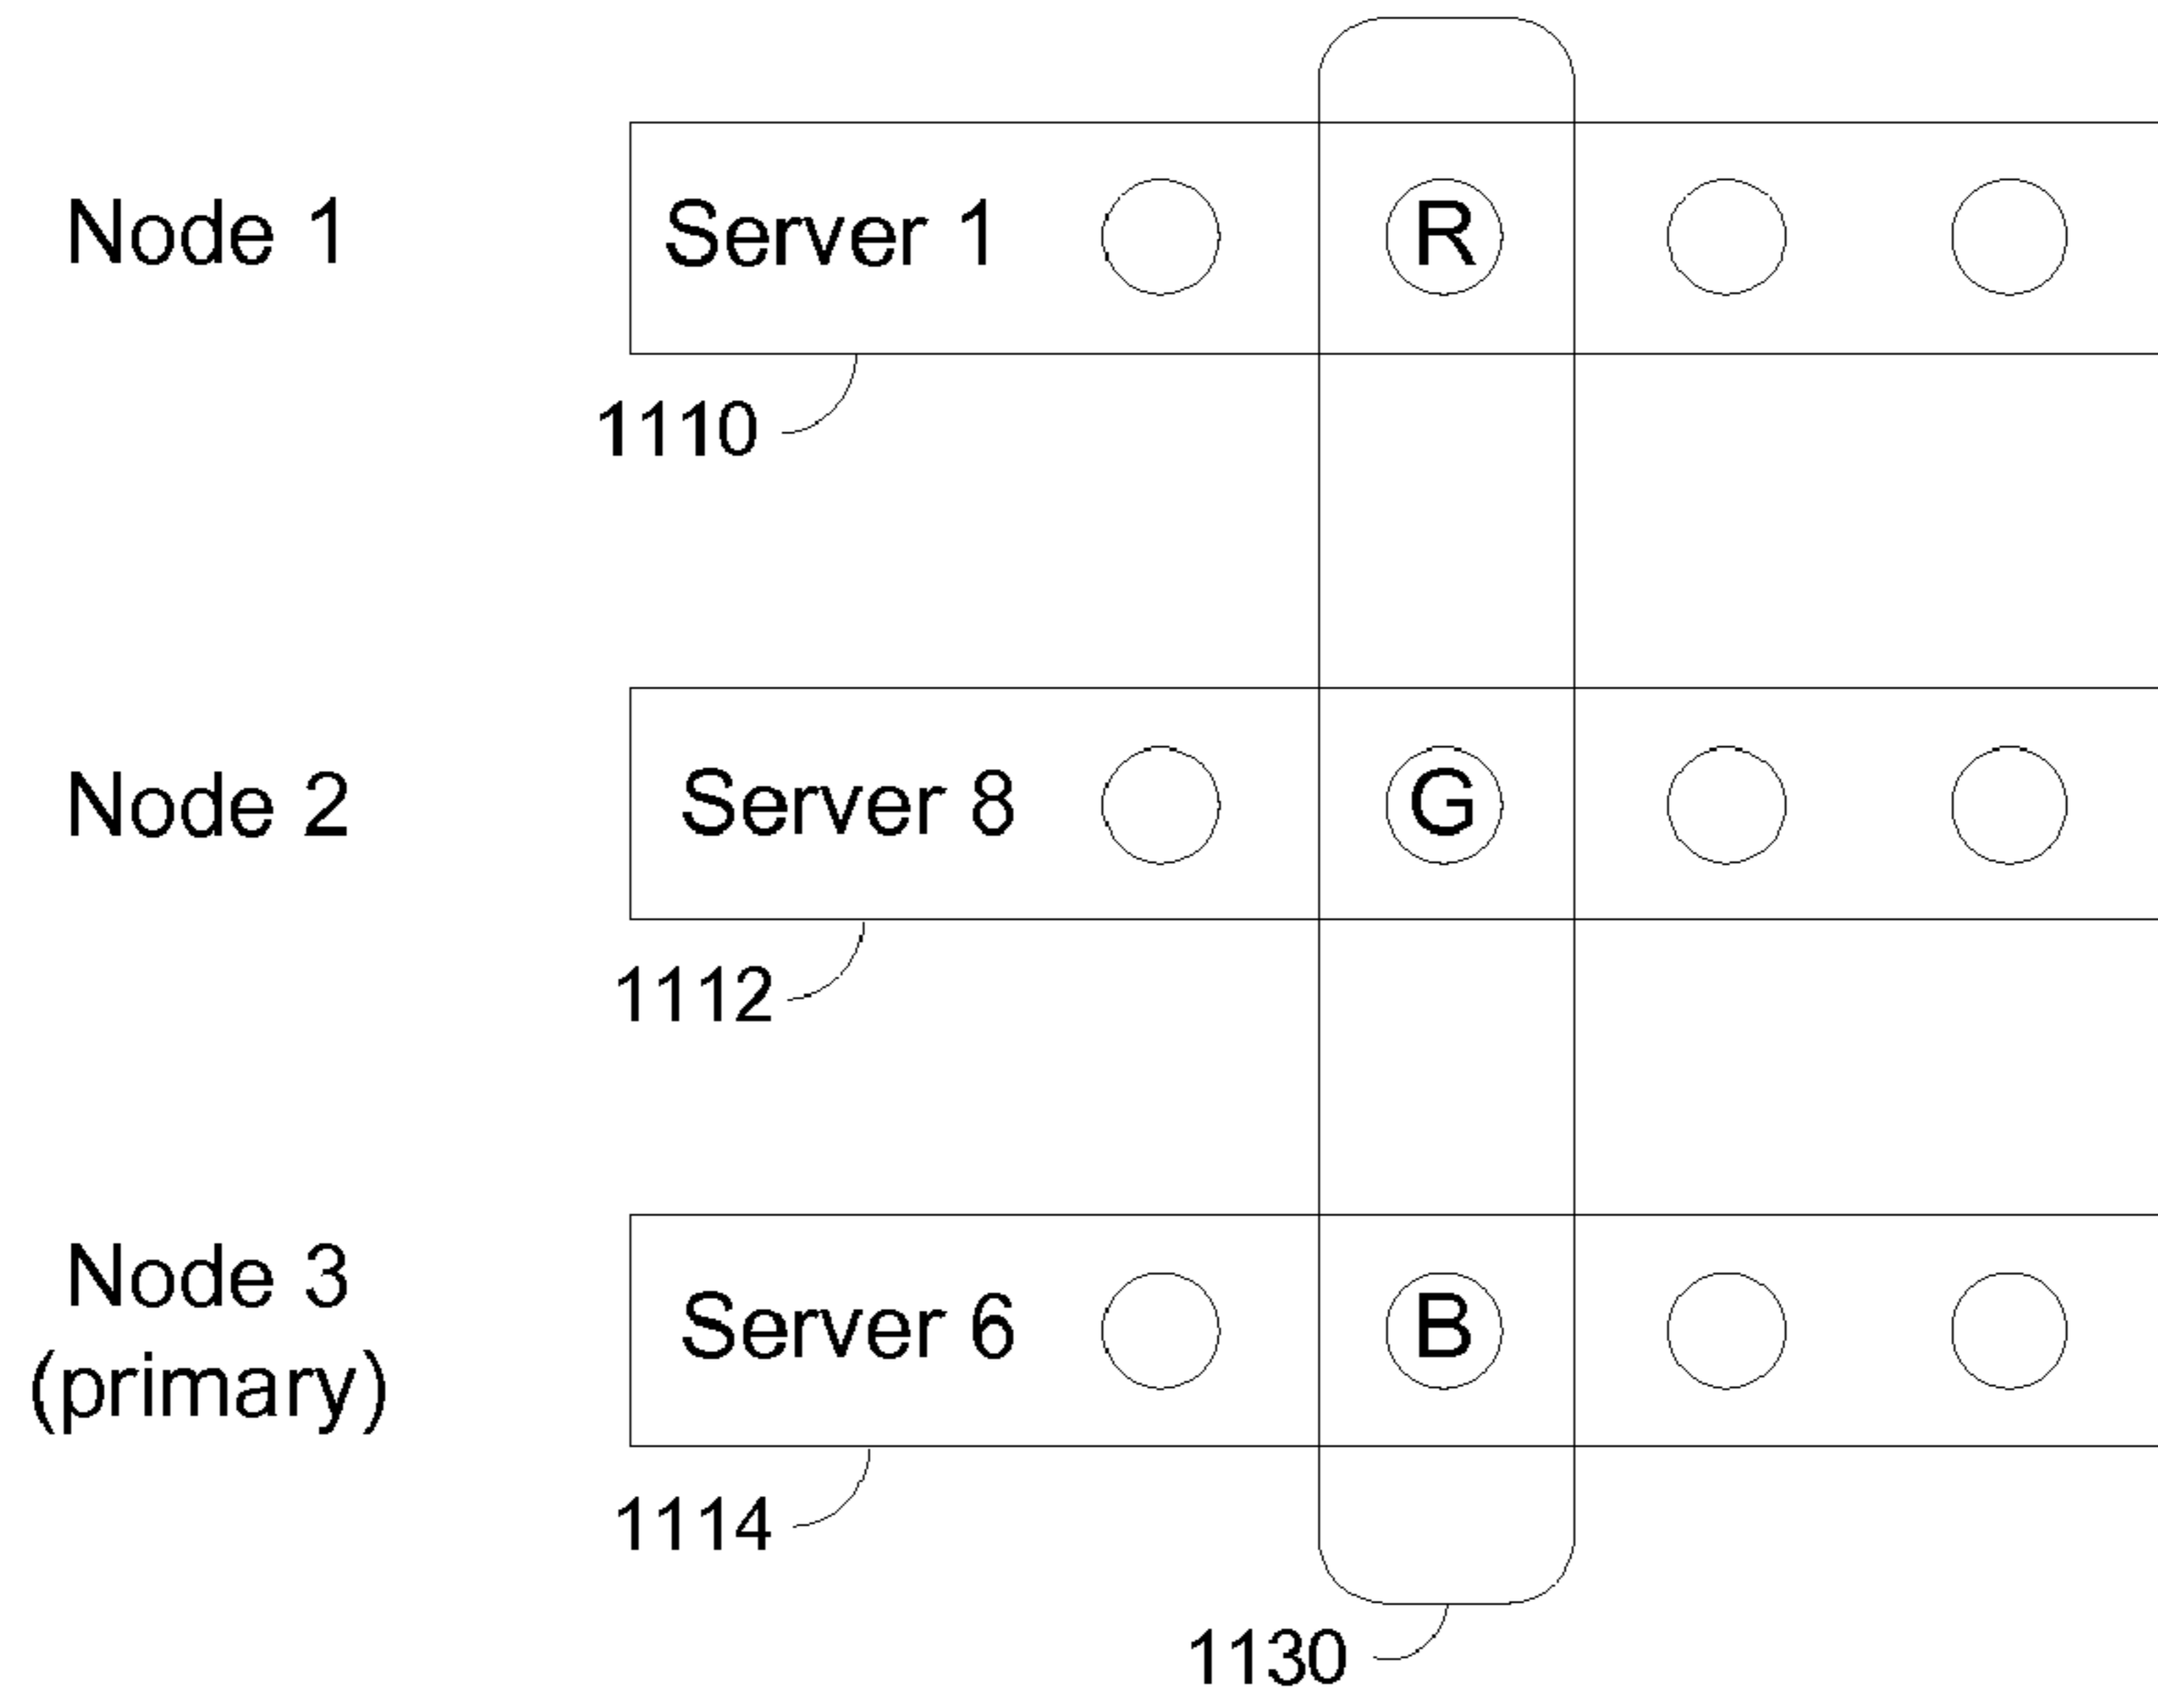 Node 1
Server 1
R
1110
Node 2
Server 8
G
1112
Node 3
(primary)
Server 6
B
1114
1130